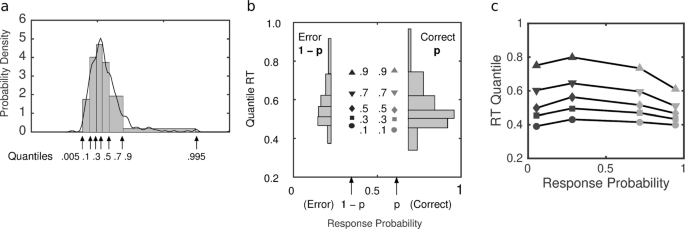 a
Probability Density
6
5
4
3
2
1
0
Quantiles .005 .1 .3 .5 .7 .9 .995
b
Quantile RT
1
0.8
0.6
0.4
0.2
Error
1 – p
Correct
p
.9 .9
.7 .7
.5 .5
.3 .3
.1 .1
0 0.5 1
(Error) 1 – p p (Correct)
Response Probability
c
RT Quantile
1
0.8
0.6
0.4
0.2
0 0.5 1
Response Probability